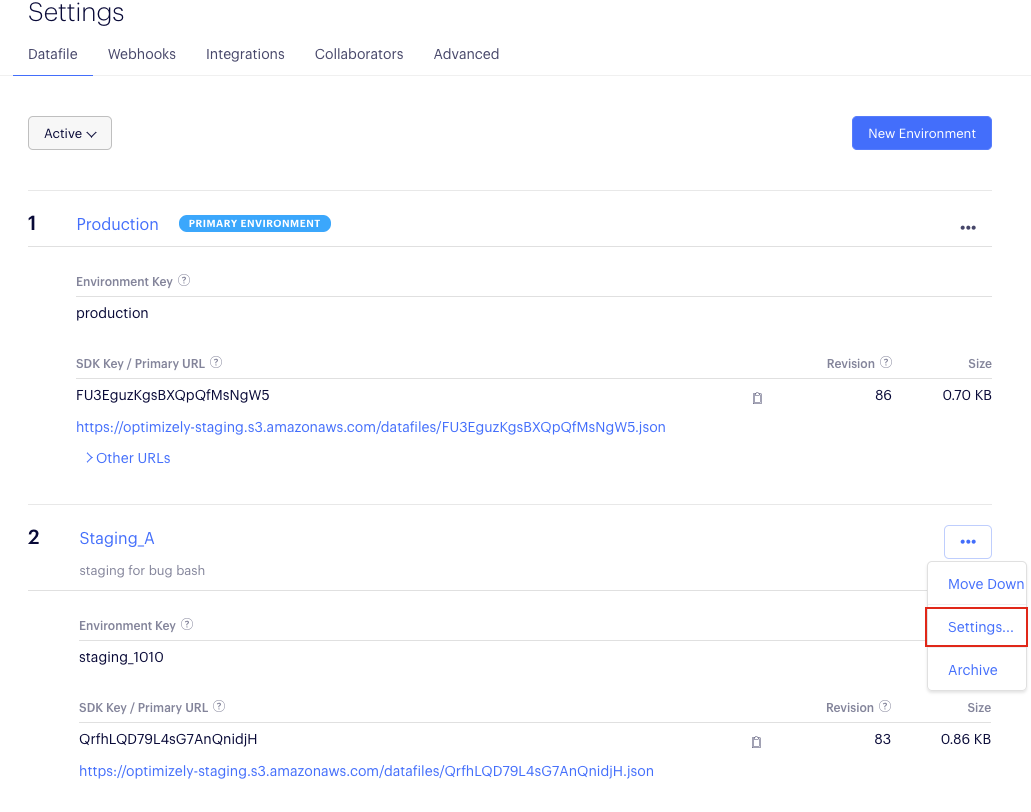 Settings
Datafile Webhooks Integrations Collaborators Advanced
Active New Environment
1 Production PRIMARY ENVIRONMENT •••
Environment Key ?
production
SDK Key / Primary URL ? Revision ? Size
FU3EguzKgsBXQpQfMsNgW5 86 0.70 KB
https://optimizely-staging.s3.amazonaws.com/datafiles/FU3EguzKgsBXQpQfMsNgW5.json
Other URLs
2 Staging_A •••
staging for bug bash
Move Down
Settings...
Archive
Environment Key ?
staging_1010
SDK Key / Primary URL ? Revision ? Size
QrfhLQD79L4sG7AnQnidjH 83 0.86 KB
https://optimizely-staging.s3.amazonaws.com/datafiles/QrfhLQD79L4sG7AnQnidjH.json